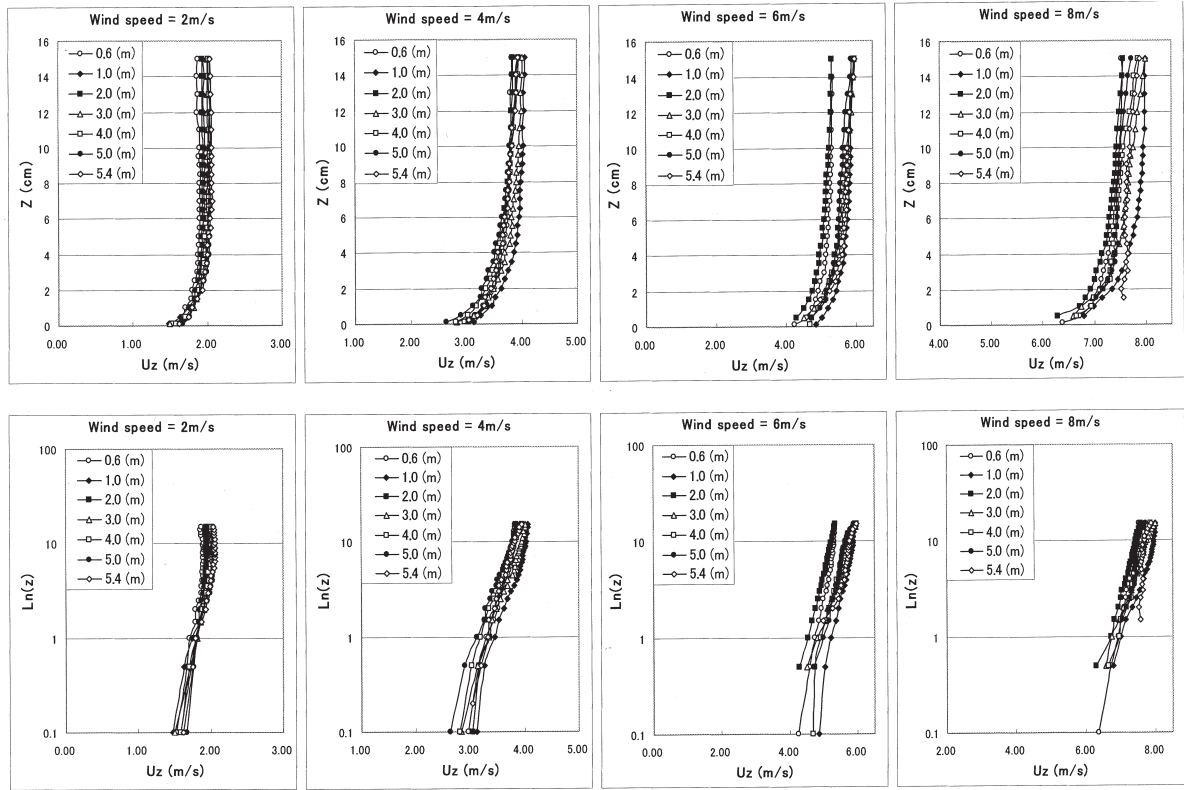 Wind speed = 2m/s
16
14
12
10
8
6
4
2
0
Z (cm)
0.6 (m)
1.0 (m)
2.0 (m)
3.0 (m)
4.0 (m)
5.0 (m)
5.4 (m)
0.00 1.00 2.00 3.00
Uz (m/s)
Wind speed = 4m/s
16
14
12
10
8
6
4
2
0
Z (cm)
0.6 (m)
1.0 (m)
2.0 (m)
3.0 (m)
4.0 (m)
5.0 (m)
5.4 (m)
1.00 2.00 3.00 4.00 5.00
Uz (m/s)
Wind speed = 6m/s
16
14
12
10
8
6
4
2
0
Z (cm)
0.6 (m)
1.0 (m)
2.0 (m)
3.0 (m)
4.0 (m)
5.0 (m)
5.4 (m)
0.00 2.00 4.00 6.00
Uz (m/s)
Wind speed = 8m/s
16
14
12
10
8
6
4
2
0
Z (cm)
0.6 (m)
1.0 (m)
2.0 (m)
3.0 (m)
4.0 (m)
5.0 (m)
5.4 (m)
4.00 5.00 6.00 7.00 8.00
Uz (m/s)
Wind speed = 2m/s
100
10
1
0.1
Ln(z)
0.6 (m)
1.0 (m)
2.0 (m)
3.0 (m)
4.0 (m)
5.0 (m)
5.4 (m)
0.00 1.00 2.00 3.00
Uz (m/s)
Wind speed = 4m/s
100
10
1
0.1
Ln(z)
0.6 (m)
1.0 (m)
2.0 (m)
3.0 (m)
4.0 (m)
5.0 (m)
5.4 (m)
1.00 2.00 3.00 4.00 5.00
Uz (m/s)
Wind speed = 6m/s
100
10
1
0.1
Ln(z)
0.6 (m)
1.0 (m)
2.0 (m)
3.0 (m)
4.0 (m)
5.0 (m)
5.4 (m)
0.00 2.00 4.00 6.00
Uz (m/s)
Wind speed = 8m/s
100
10
1
0.1
Ln(z)
0.6 (m)
1.0 (m)
2.0 (m)
3.0 (m)
4.0 (m)
5.0 (m)
5.4 (m)
2.00 4.00 6.00 8.00
Uz (m/s)